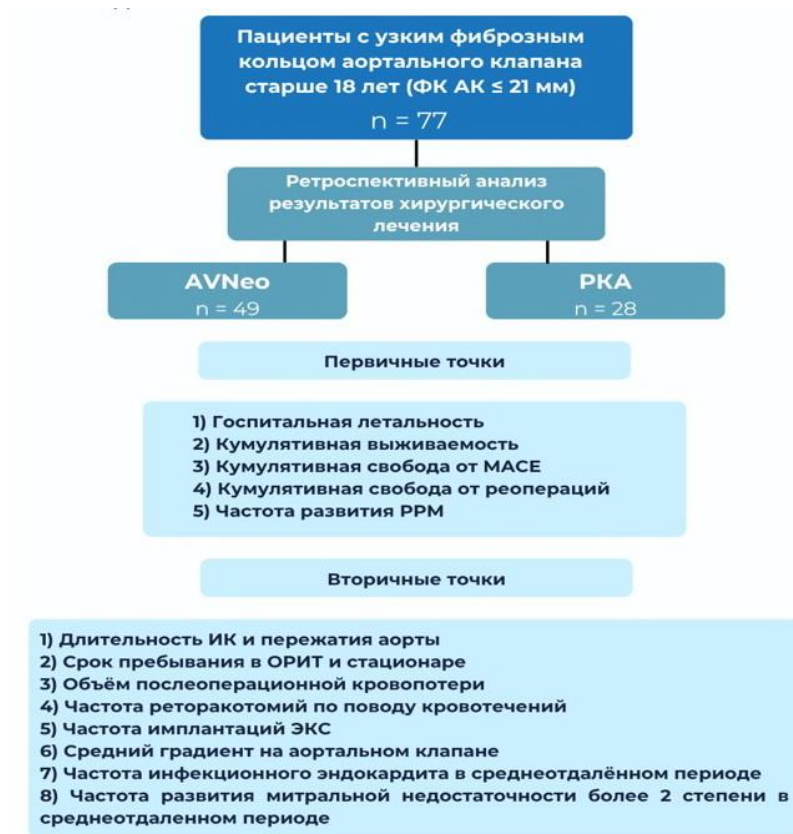 Пациенты с узким фиброзным
кольцом аортального клапана
старше 18 лет (ФК АК ≤ 21 мм)
n = 77
Ретроспективный анализ
результатов хирургического
лечения
AVNeo
n = 49
РКА
n = 28
Первичные точки
1) Госпитальная летальность
2) Кумулятивная выживаемость
3) Кумулятивная свобода от МАСЕ
4) Кумулятивная свобода от реопераций
5) Частота развития РРМ
Вторичные точки
1) Длительность ИК и пережатия аорты
2) Срок пребывания в ОРИТ и стационаре
3) Объём послеоперационной кровопотери
4) Частота реторакотомий по поводу кровотечений
5) Частота имплантаций ЭКС
6) Средний градиент на аортальном клапане
7) Частота инфекционного эндокардита в среднеотдалённом периоде
8) Частота развития митральной недостаточности более 2 степени в
среднеотдаленном периоде